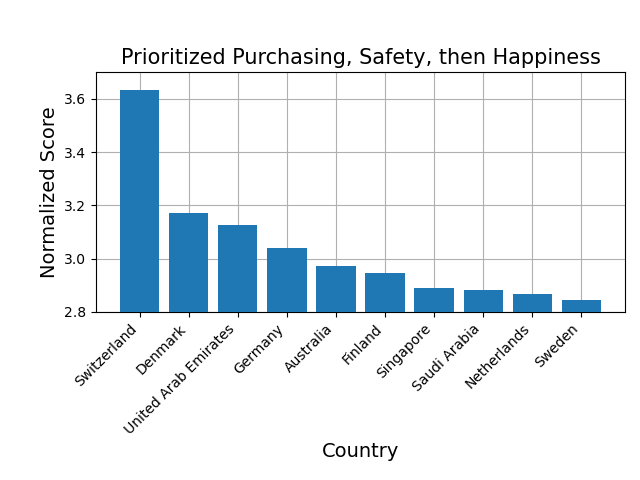 Prioritized Purchasing, Safety, then Happiness
Normalized Score
3.6
3.4
3.2
3.0
2.8
Switzerland
Denmark
United Arab Emirates
Germany
Australia
Finland
Singapore
Saudi Arabia
Netherlands
Sweden
Country